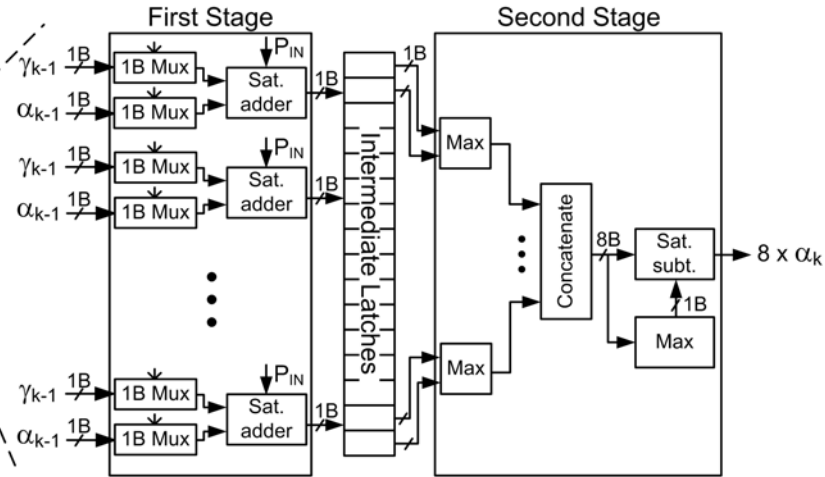 First Stage
Second Stage
γk-1 1B 1B Mux
PIN
Sat. adder
1B
αk-1 1B 1B Mux
γk-1 1B 1B Mux
PIN
Sat. adder
1B
αk-1 1B 1B Mux
γk-1 1B 1B Mux
PIN
Sat. adder
1B
αk-1 1B 1B Mux
Intermediate Latches
1B
Max
Max
Concatenate
8B
Sat. subt.
1B
Max
8 x αk